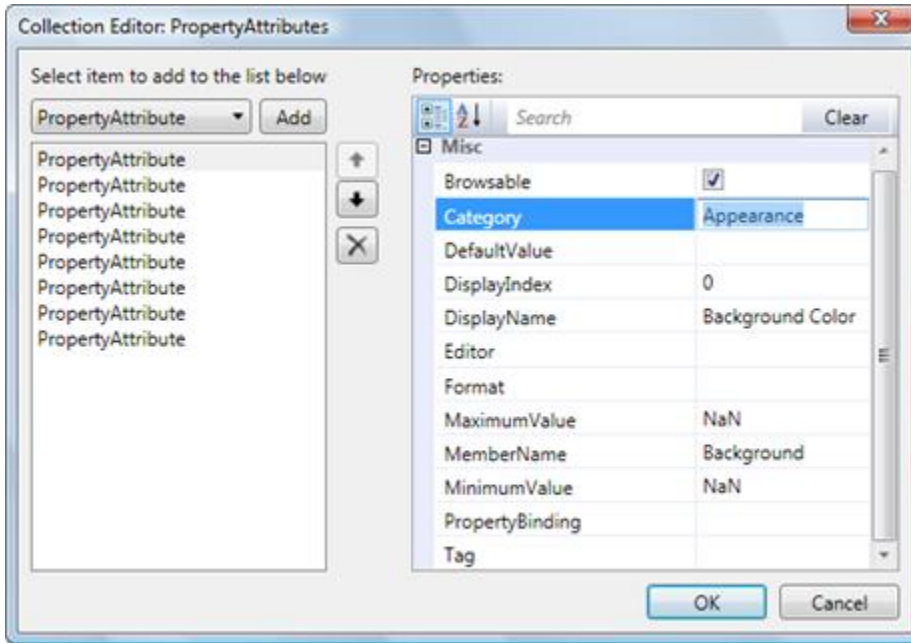 Collection Editor: PropertyAttributes
Select item to add to the list below
PropertyAttribute
Add
PropertyAttribute
PropertyAttribute
PropertyAttribute
PropertyAttribute
PropertyAttribute
PropertyAttribute
PropertyAttribute
PropertyAttribute
Properties:
Search
Clear
Misc
Browsable
Category Appearance
DefaultValue
DisplayIndex 0
DisplayName Background Color
Editor
Format
MaximumValue NaN
MemberName Background
MinimumValue NaN
PropertyBinding
Tag
OK
Cancel